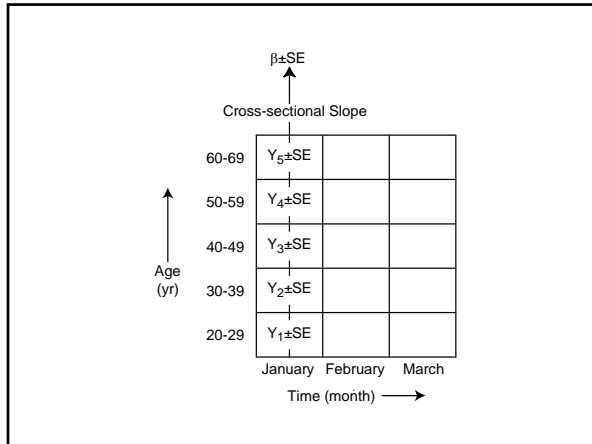 β±SE
Cross-sectional Slope
60-69 Y5±SE
50-59 Y4±SE
40-49 Y3±SE
Age
(yr)
30-39 Y2±SE
20-29 Y1±SE
January February March
Time (month)